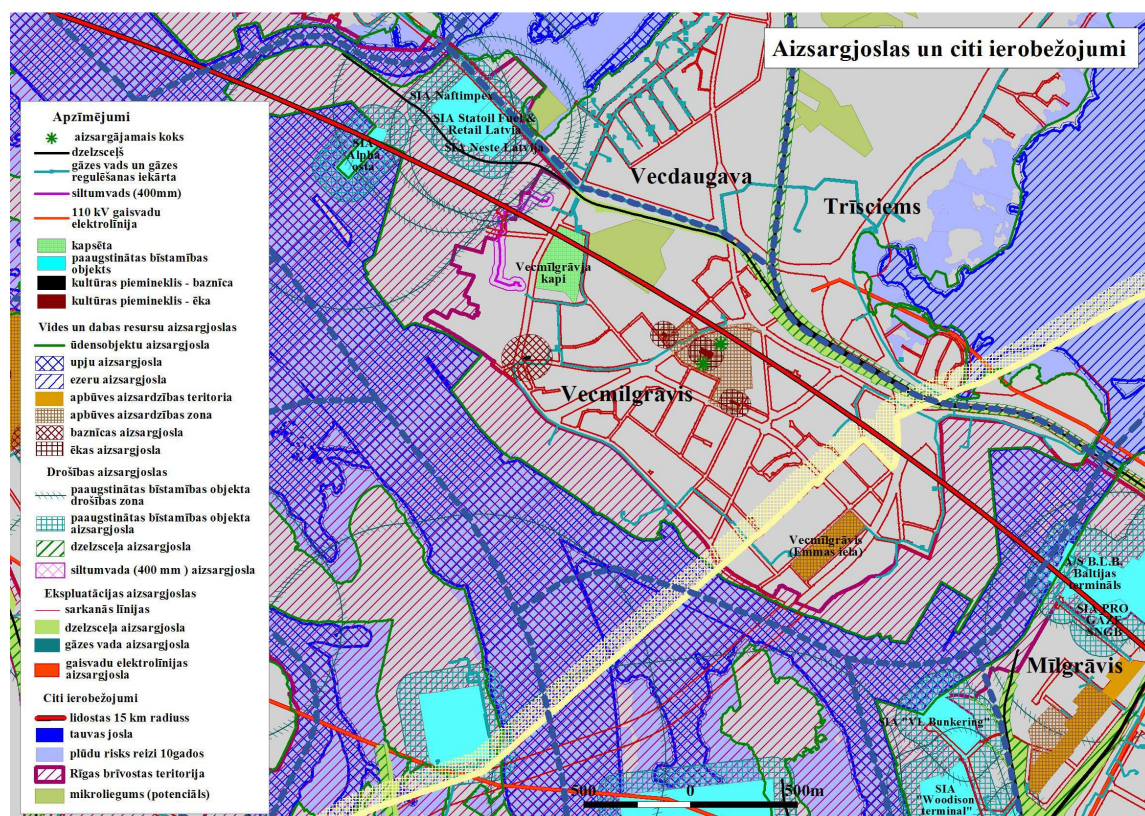 Aizsargjoslas un citi ierobežojumi
Apzīmējumi
aizsargājamais koks
dzelzsceļš
gāzes vads un gāzes
regulēšanas iekārta
siltumvads (400mm)
110 kV gaisvadu
elektrolīnija
kapsēta
paaugstinātas bīstamības
objekts
kultūras piemineklis - baznīca
kultūras piemineklis - ēka
Vides un dabas resursu aizsargjoslas
ūdensobjektu aizsargjosla
upju aizsargjosla
ezeru aizsargjosla
apbūves aizsardzības teritorija
apbūves aizsardzība zona
baznīcas aizsargjosla
ēkas aizsargjosla
Drošības aizsargjoslas
paaugstinātas bīstamības objekta
drošības zona
paaugstinātas bīstamības objekta
aizsargjosla
dzelzsceļa aizsargjosla
siltumvada (400 mm ) aizsargjosla
Ekspluatācijas aizsargjoslas
sarkanās līnijas
dzelzsceļa aizsargjosla
gāzes vada aizsargjosla
gaisvadu elektrolīnijas
aizsargjosla
Citi ierobežojumi
lidostas 15 km radiuss
tauvas josla
plūdu risks reizi 10gados
Rīgas brīvostas teritorija
mikroliegums (potenciāls)
SIA Naftimpex
SIA Statoil Fuel &
Retail Latvia
SIA Neste Latvija
SIA
Alpha
osta
Vecdaugava
Trīsciems
Vecmīlgrāvja
kapi
Vecmīlgrāvis
Vecmīlgrāvis
(Emmas iela)
A/S B.L.B.
Baltijas
termināls
SIA PRO
GAZE
SNGB
Mīlgrāvis
SIA "VL Bunkering"
SIA
"Woodison
terminal"
500 0 500m